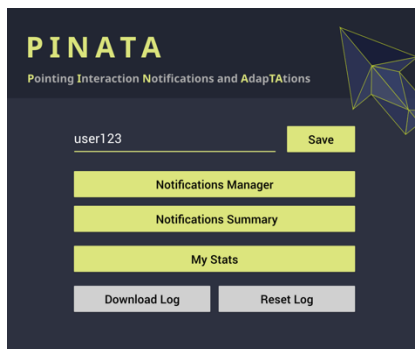 PINATA
Pointing Interaction Notifications and AdapTAtions
user123 Save
Notifications Manager
Notifications Summary
My Stats
Download Log Reset Log